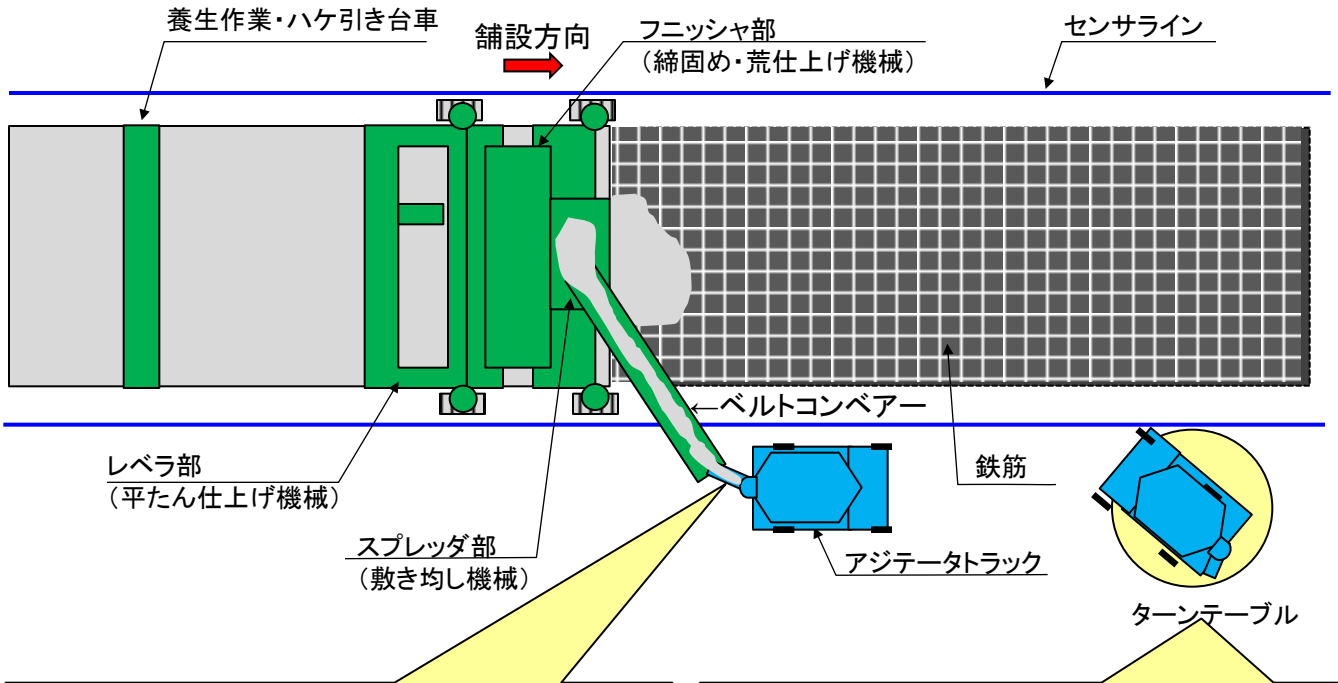 養生作業・ハケ引き台車
舗設方向
フニッシャ部
（締固め・荒仕上げ機械）
センサライン
←ベルトコンベアー
レベラ部
（平たん仕上げ機械）
鉄筋
スプレッダ部
（敷き均し機械）
アジテータトラック
ターンテーブル